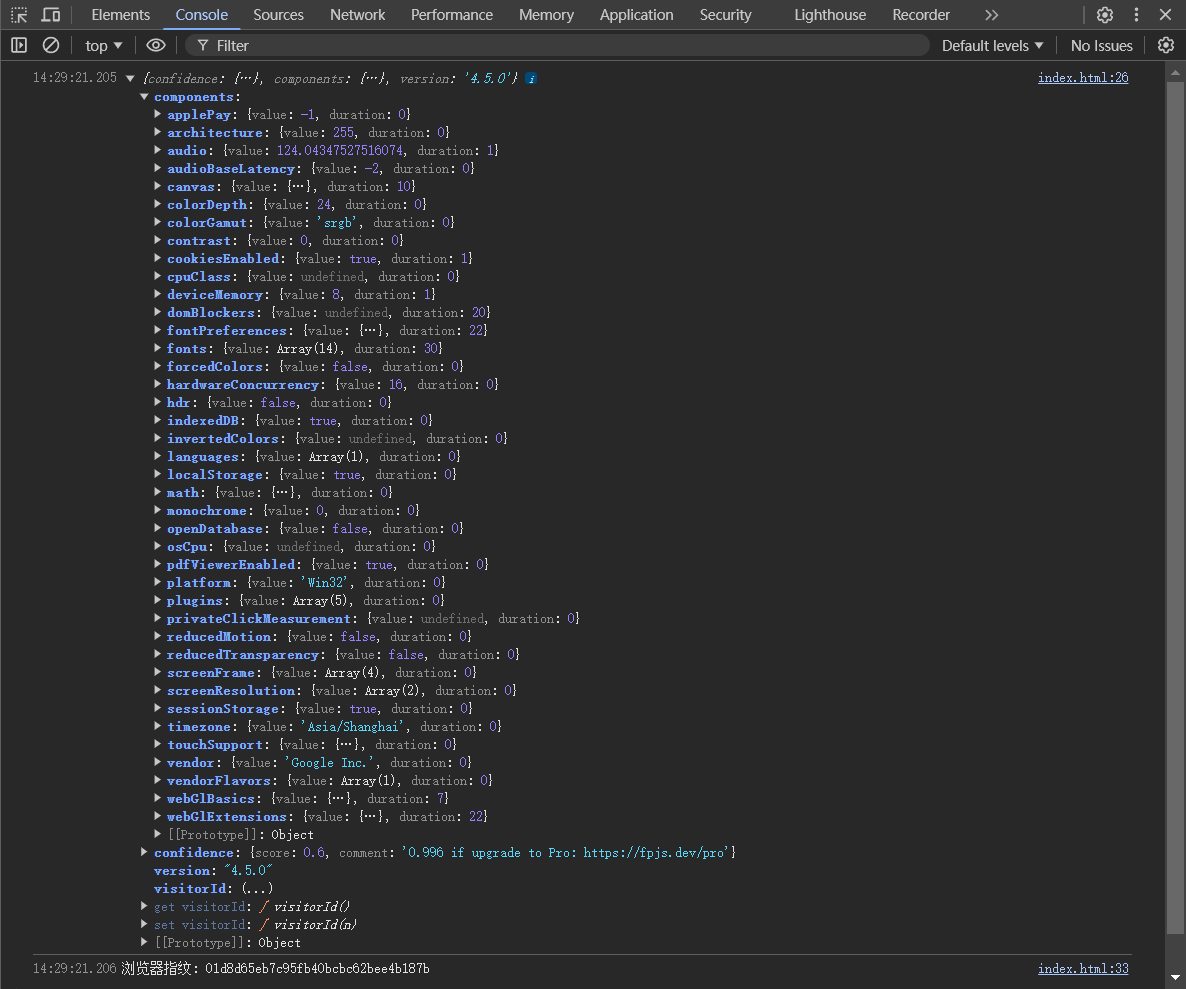 Elements Console Sources Network Performance Memory Application Security Lighthouse Recorder
top Filter Default levels No Issues
14:29:21.205 {confidence: {…}, components: {…}, version: '4.5.0'} index.html:26
components:
applePay: {value: -1, duration: 0}
architecture: {value: 255, duration: 0}
audio: {value: 124.04347527516074, duration: 1}
audioBaseLatency: {value: -2, duration: 0}
canvas: {value: {…}, duration: 10}
colorDepth: {value: 24, duration: 0}
colorGamut: {value: 'srgb', duration: 0}
contrast: {value: 0, duration: 0}
cookiesEnabled: {value: true, duration: 1}
cpuClass: {value: undefined, duration: 0}
deviceMemory: {value: 8, duration: 1}
domBlockers: {value: undefined, duration: 20}
fontPreferences: {value: {…}, duration: 22}
fonts: {value: Array(14), duration: 30}
forcedColors: {value: false, duration: 0}
hardwareConcurrency: {value: 16, duration: 0}
hdr: {value: false, duration: 0}
indexedDB: {value: true, duration: 0}
invertedColors: {value: undefined, duration: 0}
languages: {value: Array(1), duration: 0}
localStorage: {value: true, duration: 0}
math: {value: {…}, duration: 0}
monochrome: {value: 0, duration: 0}
openDatabase: {value: false, duration: 0}
osCpu: {value: undefined, duration: 0}
pdfViewerEnabled: {value: true, duration: 0}
platform: {value: 'Win32', duration: 0}
plugins: {value: Array(5), duration: 0}
privateClickMeasurement: {value: undefined, duration: 0}
reducedMotion: {value: false, duration: 0}
reducedTransparency: {value: false, duration: 0}
screenFrame: {value: Array(4), duration: 0}
screenResolution: {value: Array(2), duration: 0}
sessionStorage: {value: true, duration: 0}
timezone: {value: 'Asia/Shanghai', duration: 0}
touchSupport: {value: {…}, duration: 0}
vendor: {value: 'Google Inc.', duration: 0}
vendorFlavors: {value: Array(1), duration: 0}
webGlBasics: {value: {…}, duration: 7}
webGlExtensions: {value: {…}, duration: 22}
[[Prototype]]: Object
confidence: {score: 0.6, comment: '0.996 if upgrade to Pro: https://fpjs.dev/pro'}
version: "4.5.0"
visitorId: (...)
get visitorId: ƒ visitorId()
set visitorId: ƒ visitorId(n)
[[Prototype]]: Object
14:29:21.206 浏览器指纹: 01d8d65eb7c95fb40bcbc62bee4b187b index.html:33